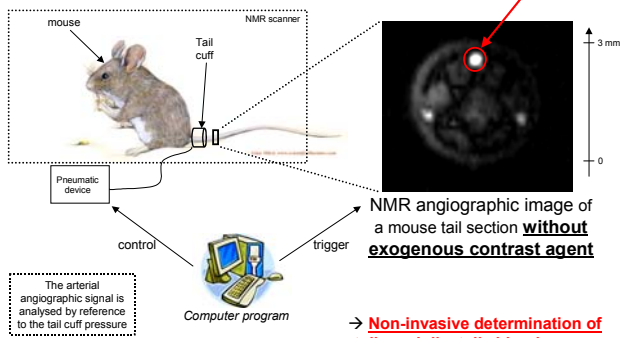 NMR scanner
mouse
Tail
cuff
3 mm
0
Pneumatic
device
NMR angiographic image of
a mouse tail section without
exogenous contrast agent
control
trigger
Computer program
The arterial
angiographic signal is
analysed by reference
to the tail cuff pressure
→ Non-invasive determination of